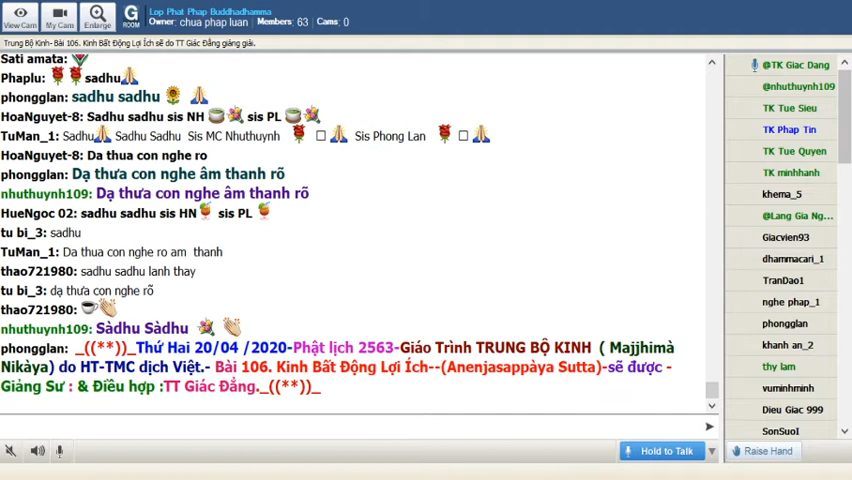 Lop Phat Phap Buddhadhamma
Owner: chua phap luan Members: 63 Cams: 0
View Cam My Cam Enlarge G ROOM
Trung Bộ Kinh- Bài 106. Kinh Bất Động Lợi Ích sẽ do TT Giác Đẳng giảng giải.
Sati amata:
Phaplu: sadhu
phongglan: sadhu sadhu
HoaNguyet-8: Sadhu sadhu sis NH sis PL
TuMan_1: Sadhu Sadhu Sadhu Sis MC Nhuthuynh Sis Phong Lan
HoaNguyet-8: Da thua con nghe ro
phongglan: Dạ thưa con nghe âm thanh rõ
nhuthuynh109: Dạ thưa con nghe âm thanh rõ
HueNgoc 02: sadhu sadhu sis HN sis PL
tu bi_3: sadhu
TuMan_1: Da thua con nghe ro am thanh
thao721980: sadhu sadhu lanh thay
tu bi_3: dạ thưa con nghe rõ
thao721980:
nhuthuynh109: Sàdhu Sàdhu
phongglan: _((**))_Thứ Hai 20/04 /2020-Phật lịch 2563-Giáo Trình TRUNG BỘ KINH ( Majjhimà
Nikàya) do HT-TMC dịch Việt.- Bài 106. Kinh Bất Động Lợi Ích--(Anenjasappàya Sutta)-sẽ được -
Giảng Sư : & Điều hợp :TT Giác Đẳng._((**))_
Hold to Talk
@TK Giac Dang
@nhuthuynh109
TK Tue Sieu
TK Phap Tin
TK Tue Quyen
TK minhhanh
khema_5
@Lang Gia Ng...
Giacvien93
dhammacari_1
TranDao1
nghe phap_1
phongglan
khanh an_2
thy lam
vuminhminh
Dieu Giac 999
SonSuoI
Raise Hand